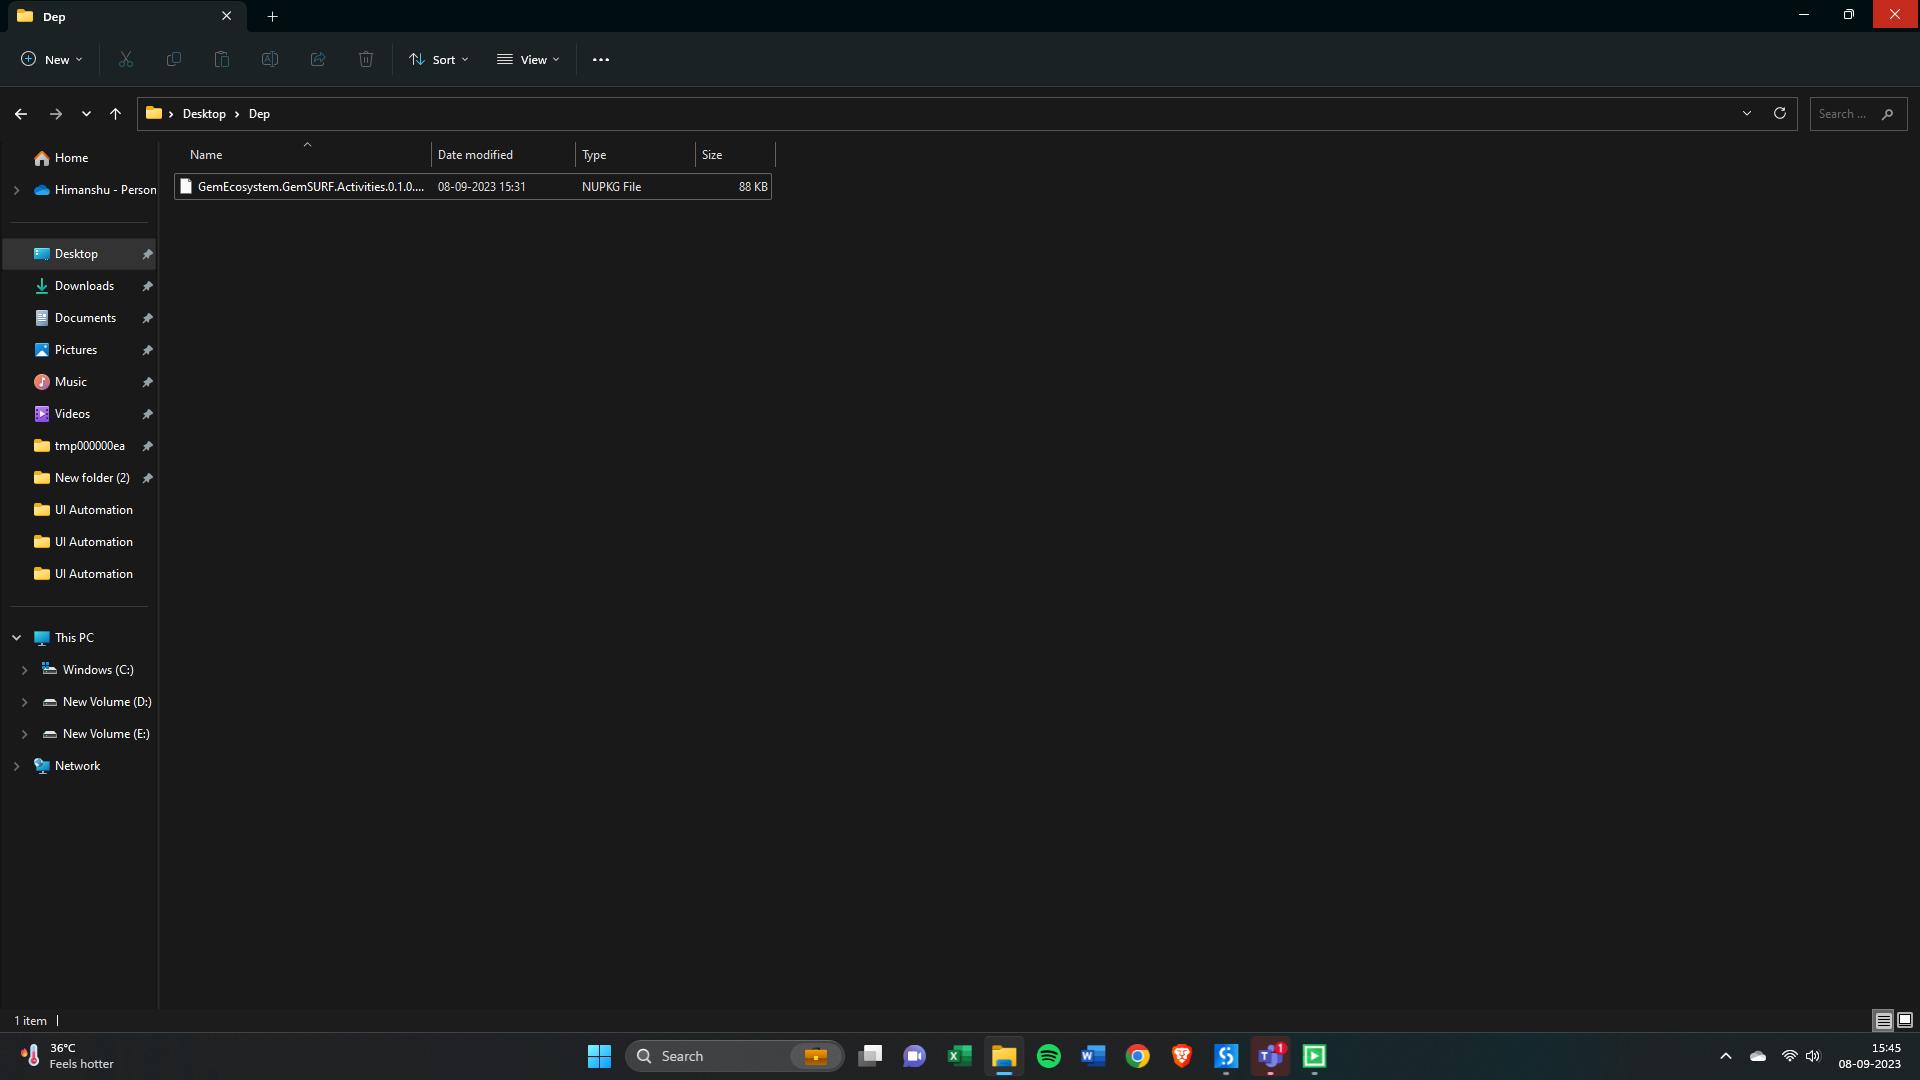 Dep
New
Sort
View
Desktop
Dep
Search ...
Name
Date modified
Type
Size
GemEcosystem.GemSURF.Activities.0.1.0....
08-09-2023 15:31
NUPKG File
88 KB
Home
Himanshu - Person
Desktop
Downloads
Documents
Pictures
Music
Videos
tmp000000ea
New folder (2)
UI Automation
UI Automation
UI Automation
This PC
Windows (C:)
New Volume (D:)
New Volume (E:)
Network
1 item
36°C
Feels hotter
Search
1
15:45
08-09-2023